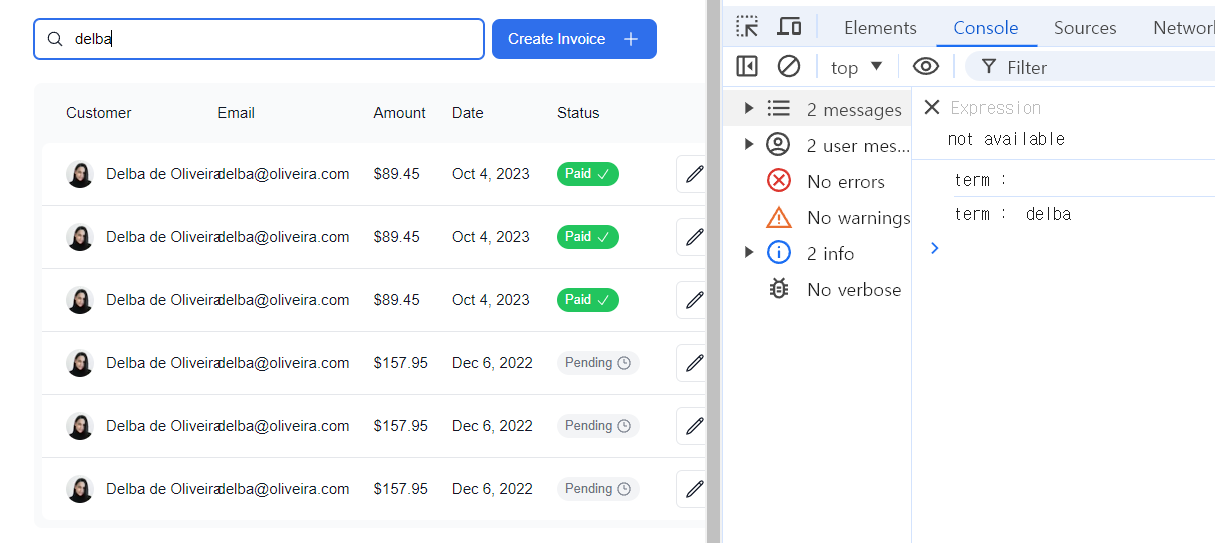 delba
Create Invoice
Customer Email Amount Date Status
Delba de Oliveira delba@oliveira.com $89.45 Oct 4, 2023 Paid
Delba de Oliveira delba@oliveira.com $89.45 Oct 4, 2023 Paid
Delba de Oliveira delba@oliveira.com $89.45 Oct 4, 2023 Paid
Delba de Oliveira delba@oliveira.com $157.95 Dec 6, 2022 Pending
Delba de Oliveira delba@oliveira.com $157.95 Dec 6, 2022 Pending
Delba de Oliveira delba@oliveira.com $157.95 Dec 6, 2022 Pending
Elements Console Sources Networ
top Filter
2 messages
2 user mes...
No errors
No warnings
2 info
No verbose
Expression
not available
term :
term : delba